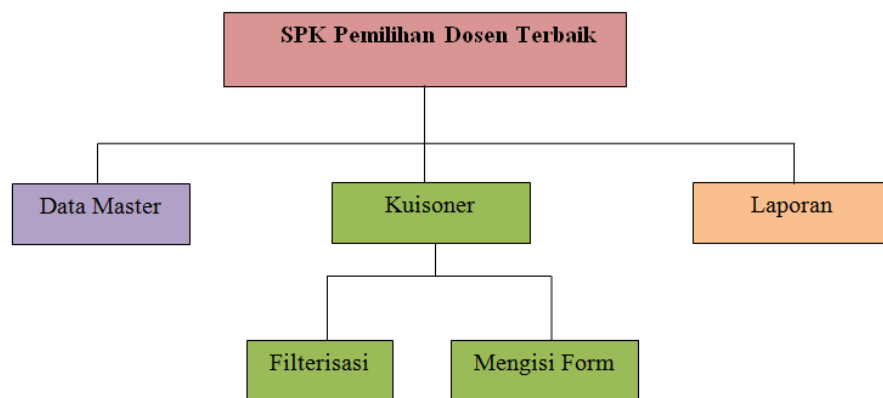 SPK Pemilihan Dosen Terbaik
Data Master
Kuisoner
Laporan
Filterisasi
Mengisi Form